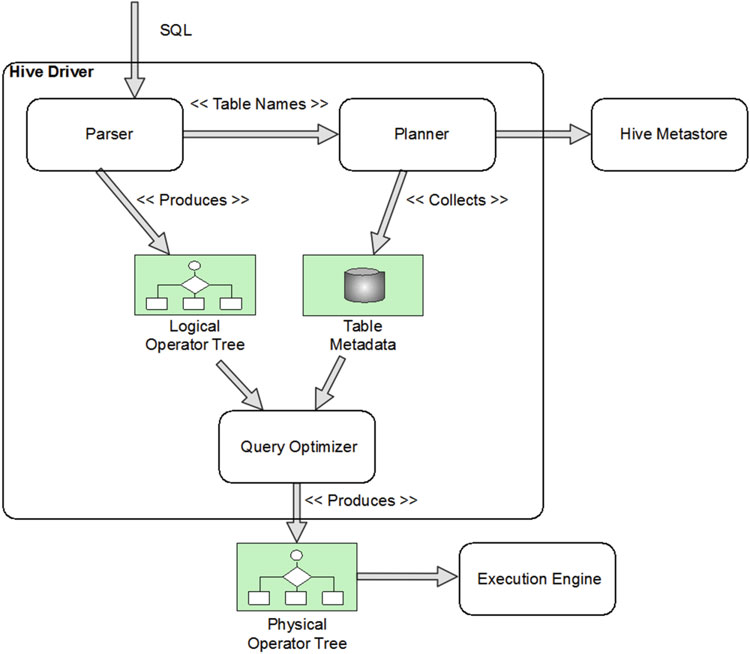 SQL
Hive Driver
<< Table Names >>
Parser
Planner
Hive Metastore
<< Produces >>
<< Collects >>
Logical
Operator Tree
Table
Metadata
Query Optimizer
<< Produces >>
Execution Engine
Physical
Operator Tree